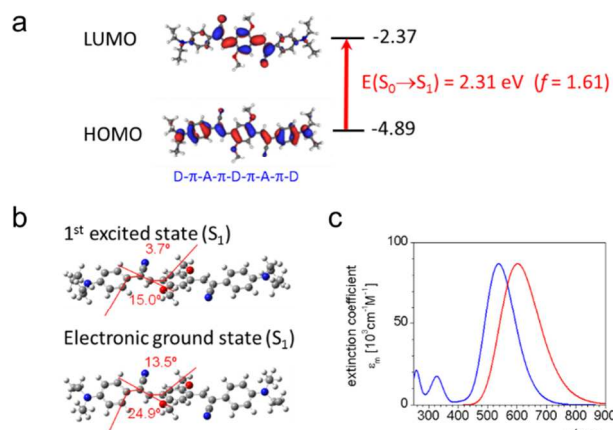 a
LUMO
-2.37
E(S₀→S₁) = 2.31 eV (f = 1.61)
HOMO
-4.89
D-π-A-π-D-π-A-π-D
b
1st excited state (S₁)
3.7º
15.0º
Electronic ground state (S₁)
13.5º
24.9º
c
extinction coefficient
εm [10³cm⁻¹M⁻¹]
100
50
0
300 400 500 600 700 800 900